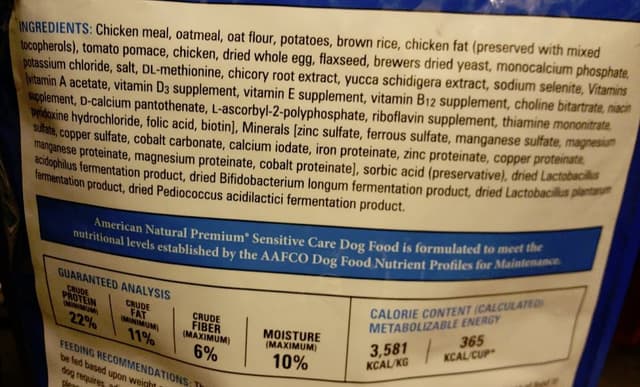 INGREDIENTS: Chicken meal, oatmeal, oat flour, potatoes, brown rice, chicken fat (preserved with mixed
tocopherols), tomato pomace, chicken, dried whole egg, flaxseed, brewers dried yeast, monocalcium phosphate,
potassium chloride, salt, DL-methionine, chicory root extract, yucca schidigera extract, sodium selenite, Vitamins
[vitamin A acetate, vitamin D3 supplement, vitamin E supplement, vitamin B12 supplement, choline bitartrate, niacin
supplement, D-calcium pantothenate, L-ascorbyl-2-polyphosphate, riboflavin supplement, thiamine mononitrate,
pyridoxine hydrochloride, folic acid, biotin], Minerals [zinc sulfate, ferrous sulfate, manganese sulfate, magnesium
sulfate, copper sulfate, cobalt carbonate, calcium iodate, iron proteinate, zinc proteinate, copper proteinate,
manganese proteinate, magnesium proteinate, cobalt proteinate], sorbic acid (preservative), dried Lactobacillus
acidophilus fermentation product, dried Bifidobacterium longum fermentation product, dried Lactobacillus plantarum
fermentation product, dried Pediococcus acidilactici fermentation product.
American Natural Premium® Sensitive Care Dog Food is formulated to meet the
nutritional levels established by the AAFCO Dog Food Nutrient Profiles for Maintenance.
GUARANTEED ANALYSIS
CRUDE
PROTEIN
(MINIMUM)
22%
CRUDE
FAT
(MINIMUM)
11%
CRUDE
FIBER
(MAXIMUM)
6%
MOISTURE
(MAXIMUM)
10%
CALORIE CONTENT (CALCULATED)
METABOLIZABLE ENERGY
3,581
KCAL/KG
365
KCAL/CUP*
FEEDING RECOMMENDATIONS:
be fed based upon weight
dog requires